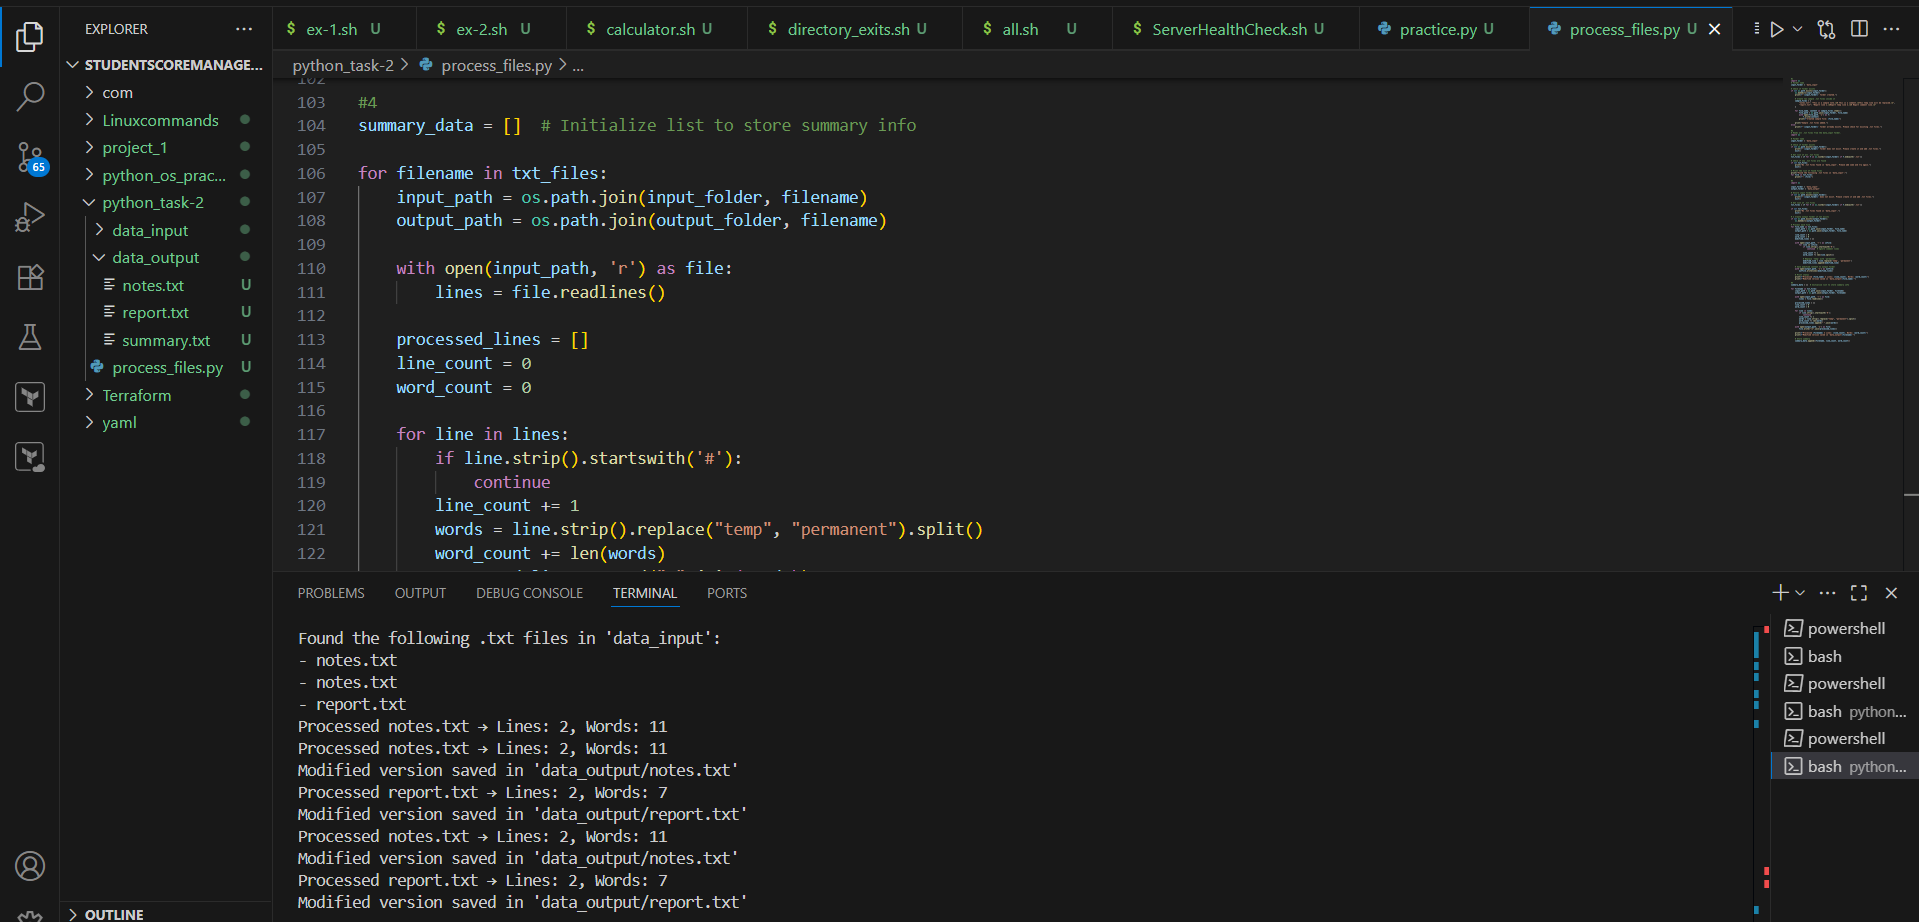 EXPLORER
STUDENTSCOREMANAGE...
com
Linuxcommands
project_1
python_os_prac...
python_task-2
data_input
data_output
notes.txt U
report.txt U
summary.txt U
process_files.py U
Terraform
yaml
OUTLINE
65
$ ex-1.sh U
$ ex-2.sh U
$ calculator.sh U
$ directory_exits.sh U
$ all.sh U
$ ServerHealthCheck.sh U
practice.py U
process_files.py U
python_task-2 > process_files.py > ...
102
103 #4
104 summary_data = []  # Initialize list to store summary info
105
106 for filename in txt_files:
107     input_path = os.path.join(input_folder, filename)
108     output_path = os.path.join(output_folder, filename)
109
110     with open(input_path, 'r') as file:
111         lines = file.readlines()
112
113     processed_lines = []
114     line_count = 0
115     word_count = 0
116
117     for line in lines:
118         if line.strip().startswith('#'):
119             continue
120         line_count += 1
121         words = line.strip().replace("temp", "permanent").split()
122         word_count += len(words)
PROBLEMS OUTPUT DEBUG CONSOLE TERMINAL PORTS
Found the following .txt files in 'data_input':
- notes.txt
- notes.txt
- report.txt
Processed notes.txt → Lines: 2, Words: 11
Processed notes.txt → Lines: 2, Words: 11
Modified version saved in 'data_output/notes.txt'
Processed report.txt → Lines: 2, Words: 7
Modified version saved in 'data_output/report.txt'
Processed notes.txt → Lines: 2, Words: 11
Modified version saved in 'data_output/notes.txt'
Processed report.txt → Lines: 2, Words: 7
Modified version saved in 'data_output/report.txt'
powershell
bash
powershell
bash python...
powershell
bash python...